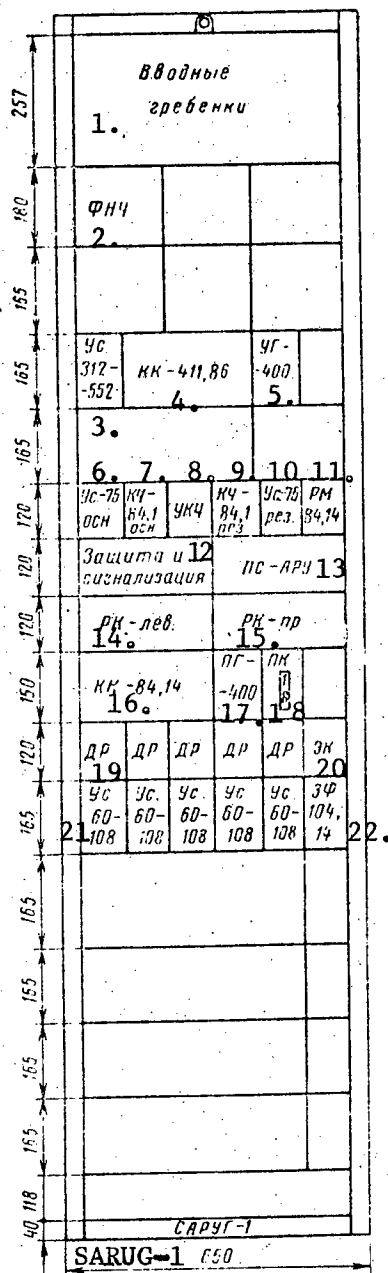 Вводные
гребенки
257
1.
ФНЧ
180
2.
165
Ус
312-
-552
КК-411,86
УГ-
-400
165
4.
5.
3.
165
6. 7. 8. 9. 10 11.
Ус-75
осн
КЧ-
84,1
осн
УКЧ
КЧ-
84,1
рез
Ус-75
рез.
РМ
84,14
120
Защита и
сигнализация
12
ПС-АРУ 13
120
РК-лев.
РК-пр
120
14.
15.
КК-84,14
ПГ-
-400
ПК
150
16.
17. 18
ДР ДР ДР ДР ДР ЭК
120
19
20
Ус
60-
108
Ус.
60-
108
Ус.
60-
108
Ус
60-
108
Ус
60-
108
ЗФ
104,
14
165
21
22.
165
155
165
165
118
40
САРУГ-1
SARUG-1 650